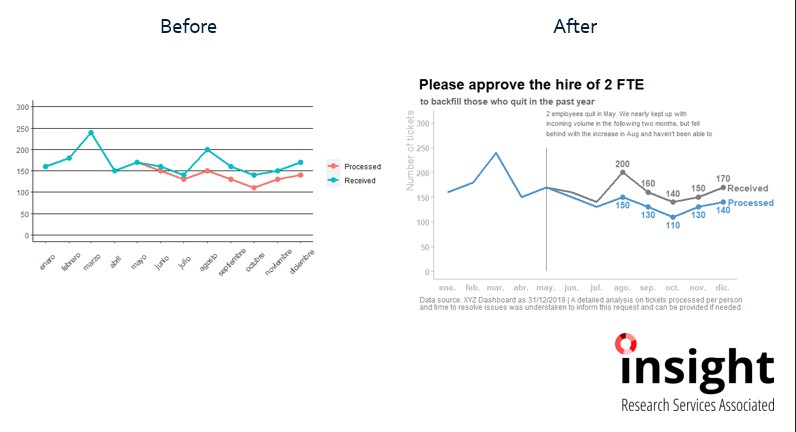 Before
After
300
250
200
150
100
50
0
enero
febrero
marzo
abril
mayo
junio
julio
agosto
septiembre
octubre
noviembre
diciembre
Processed
Received
Please approve the hire of 2 FTE
to backfill those who quit in the past year
2 employees quit in May. We nearly kept up with
incoming volume in the following two months, but fell
behind with the increase in Aug and haven't been able to
Number of tickets
300
250
200
150
100
50
0
200
160
140
150
170
Received
150
130
110
130
140
Processed
ene.
feb.
mar.
abr.
may.
jun.
jul.
ago.
sep.
oct.
nov.
dic.
Data source: XYZ Dashboard as 31/12/2019 | A detailed analysis on tickets processed per person
and time to resolve issues was undertaken to inform this request and can be provided if needed.
insight
Research Services Associated